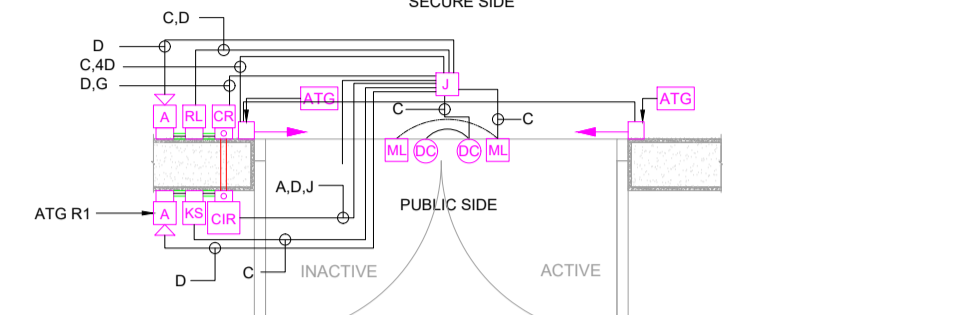 SECURE SIDE
C,D
D
C,4D
D,G
J
ATG
ATG
A
RL
CR
C
C
ML
DC
DC
ML
A,D,J
PUBLIC SIDE
ATG R1
A
KS
CIR
INACTIVE
ACTIVE
D
C